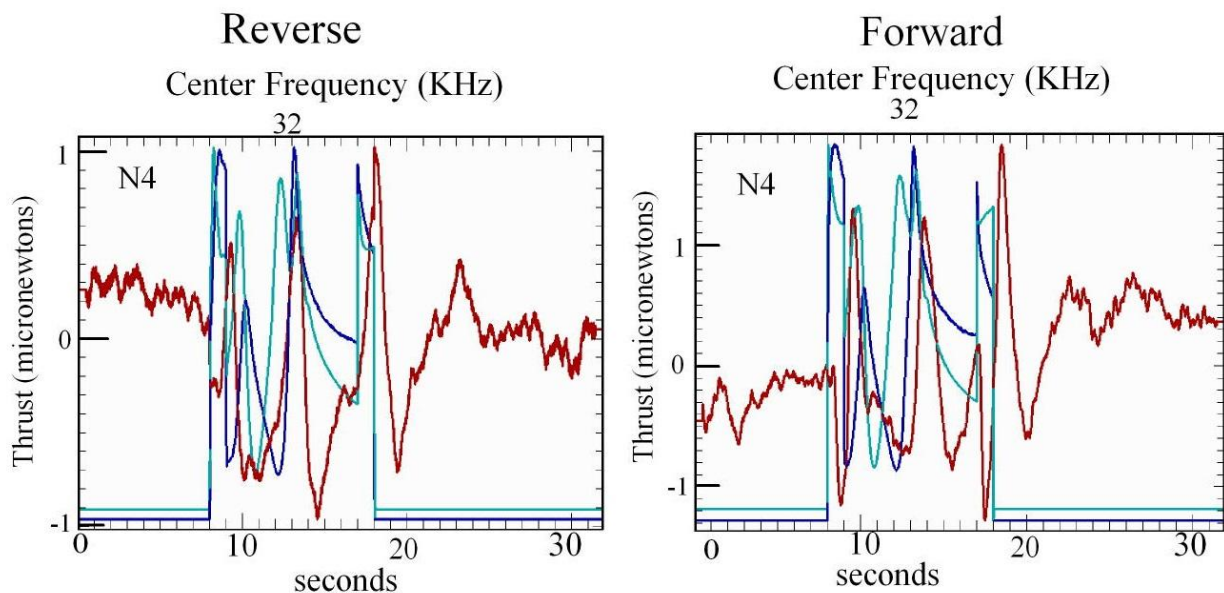 Reverse
Center Frequency (KHz)
32
N4
Thrust (micronewtons)
1
0
-1
0 10 20 30
seconds
Forward
Center Frequency (KHz)
32
N4
Thrust (micronewtons)
1
0
-1
0 10 20 30
seconds